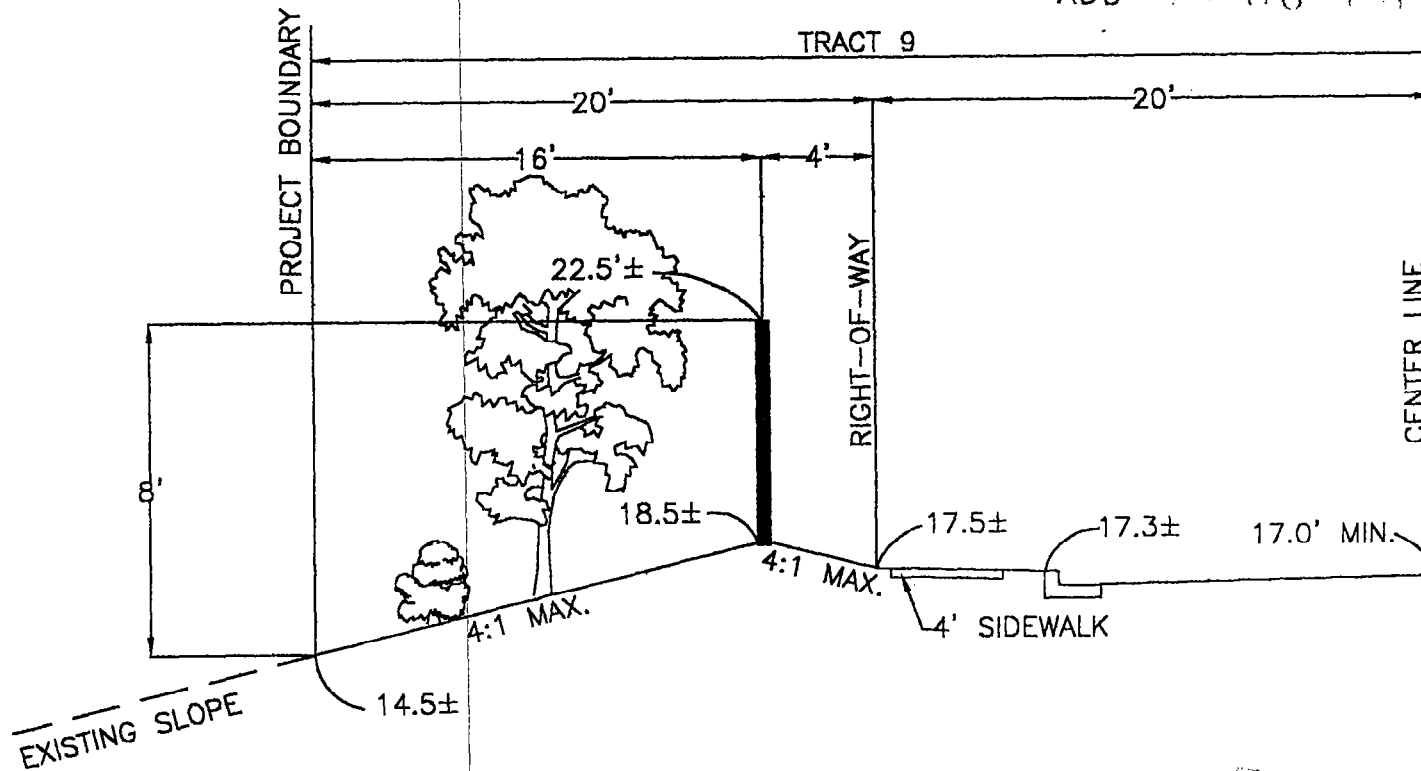 TRACT 9
20'
20'
16'
4'
PROJECT BOUNDARY
22.5'±
RIGHT-OF-WAY
CENTER LINE
8'
18.5±
17.5±
17.3±
17.0' MIN.
4:1 MAX.
4:1 MAX.
4' SIDEWALK
14.5±
EXISTING SLOPE